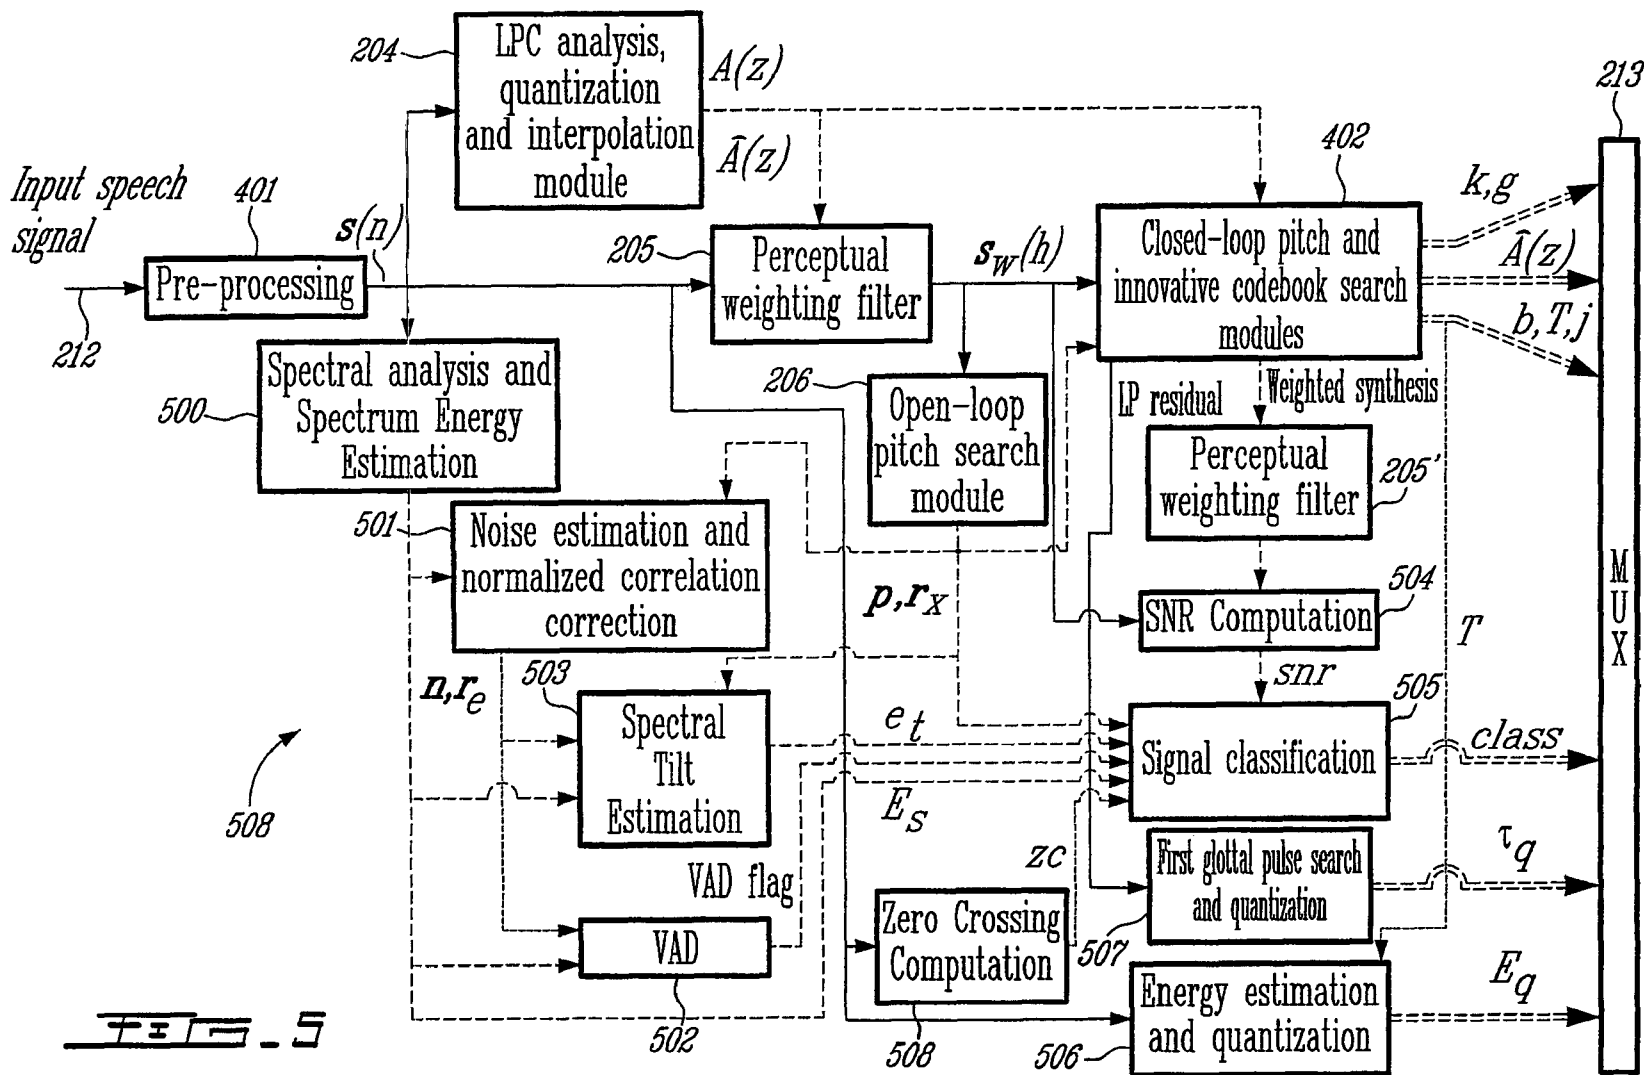 204
LPC analysis,
quantization
and interpolation
module
A(z)
Â(z)
213
402
Input speech
signal
401
s(n)
Pre-processing
212
205
Perceptual
weighting filter
s_w(h)
Closed-loop pitch and
innovative codebook search
modules
k,g
Â(z)
b,T,j
500
Spectral analysis and
Spectrum Energy
Estimation
206
Open-loop
pitch search
module
LP residual
Weighted synthesis
Perceptual
weighting filter
205'
501
Noise estimation and
normalized correlation
correction
p,r_x
504
SNR Computation
T
MUX
snr
n,r_e
503
Spectral
Tilt
Estimation
e_t
E_s
505
Signal classification
class
508
VAD flag
VAD
502
zc
Zero Crossing
Computation
508
First glottal pulse search
and quantization
507
τ_q
Energy estimation
and quantization
506
E_q
FIG_5